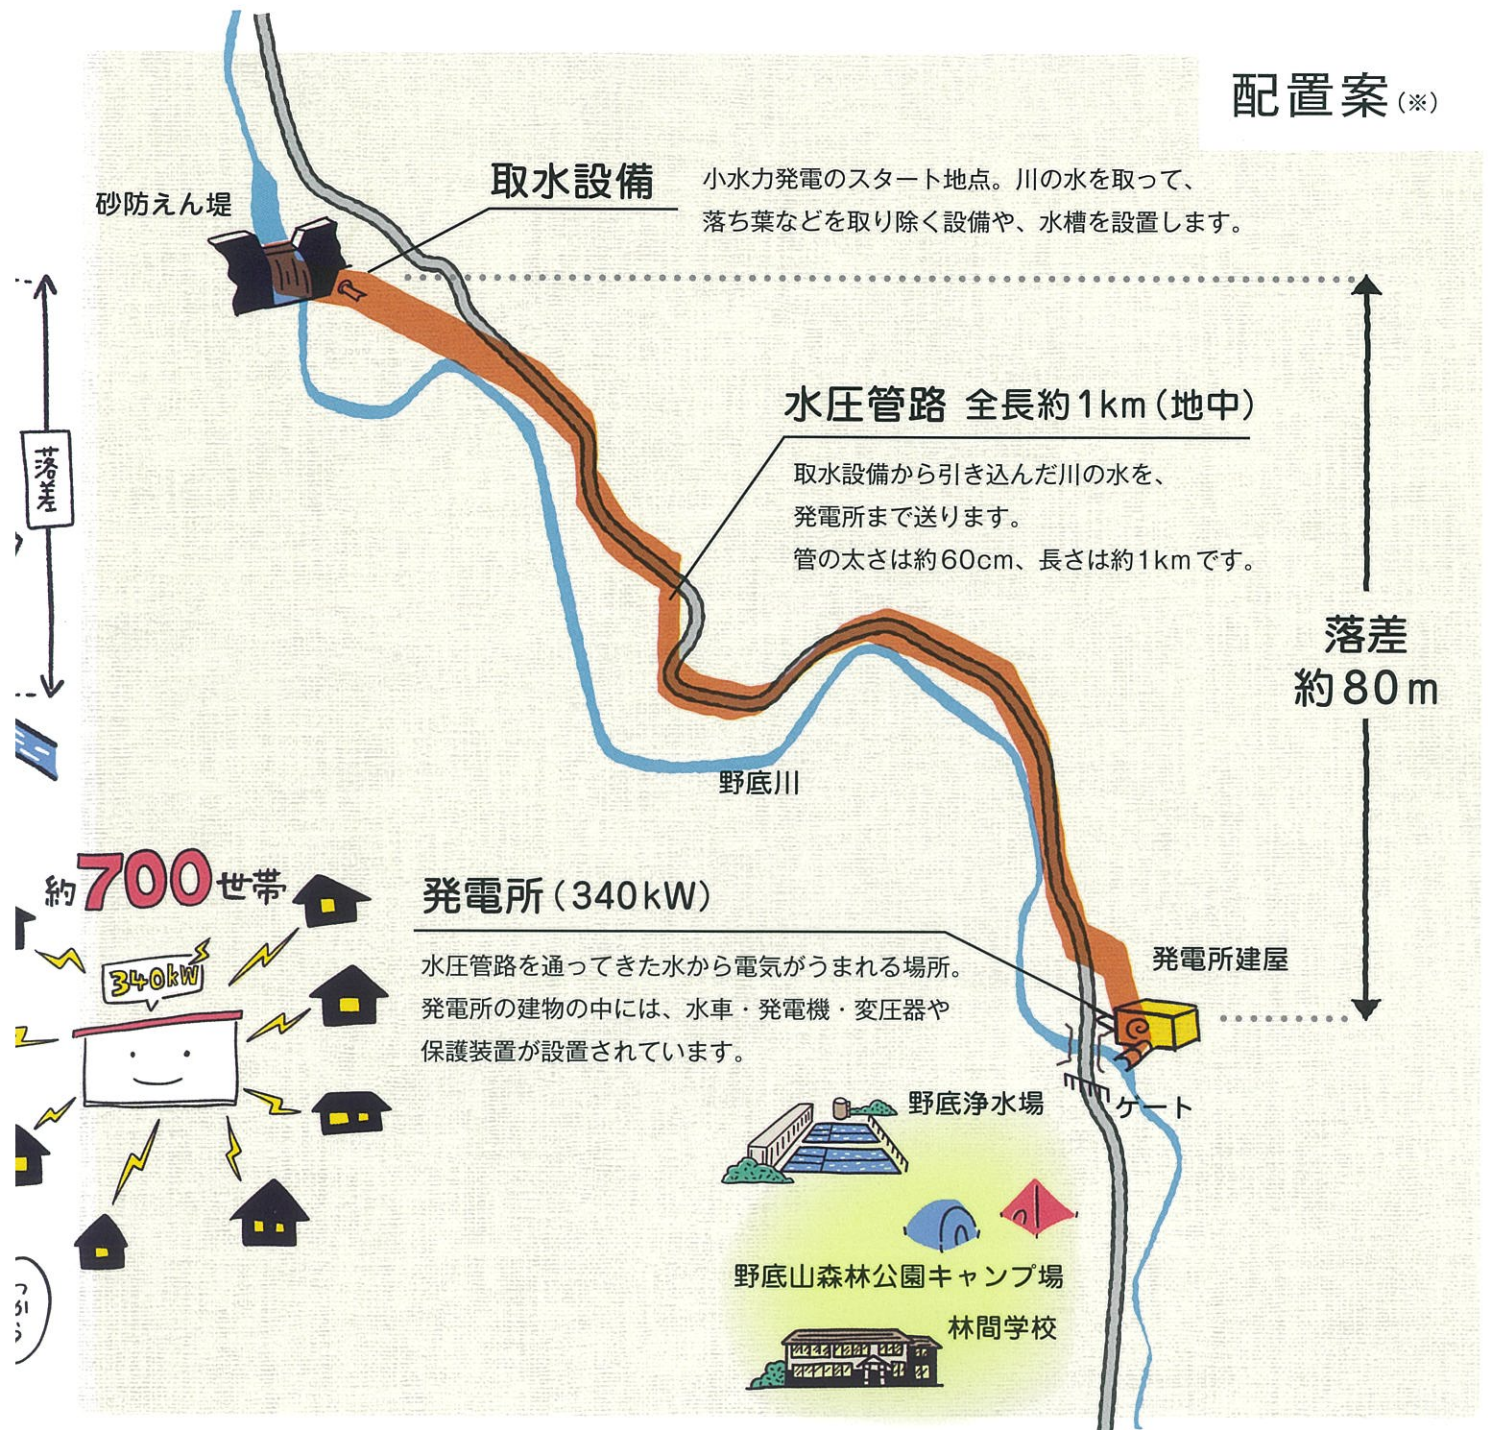 配置案(※)
取水設備
小水力発電のスタート地点。川の水を取って、
落ち葉などを取り除く設備や、水槽を設置します。
砂防えん堤
落差
水圧管路 全長約1km(地中)
取水設備から引き込んだ川の水を、
発電所まで送ります。
管の太さは約60cm、長さは約1kmです。
落差
約80m
野底川
約700世帯
340kW
発電所(340kW)
水圧管路を通ってきた水から電気がうまれる場所。
発電所の建物の中には、水車・発電機・変圧器や
保護装置が設置されています。
発電所建屋
ゲート
野底浄水場
野底山森林公園キャンプ場
林間学校